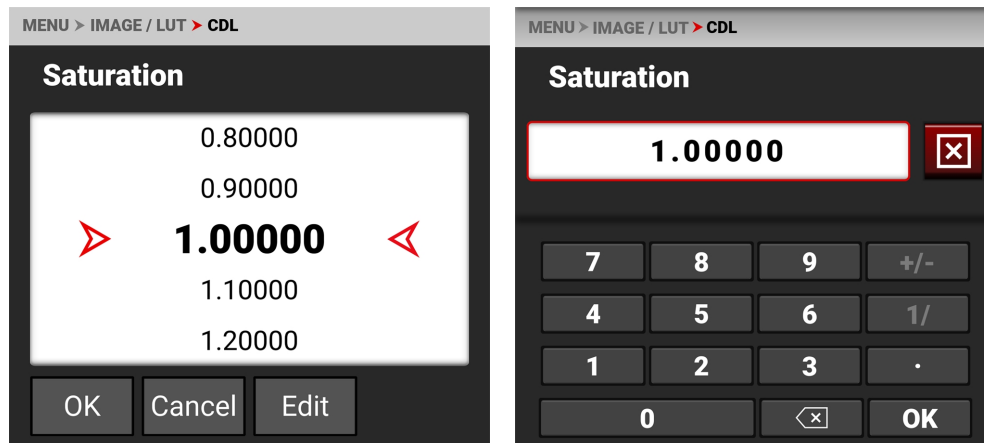 MENU > IMAGE / LUT > CDL
Saturation
0.80000
0.90000
1.00000
1.10000
1.20000
OK Cancel Edit
MENU > IMAGE / LUT > CDL
Saturation
1.00000
7 8 9 +/-
4 5 6 1/
1 2 3 .
0 OK